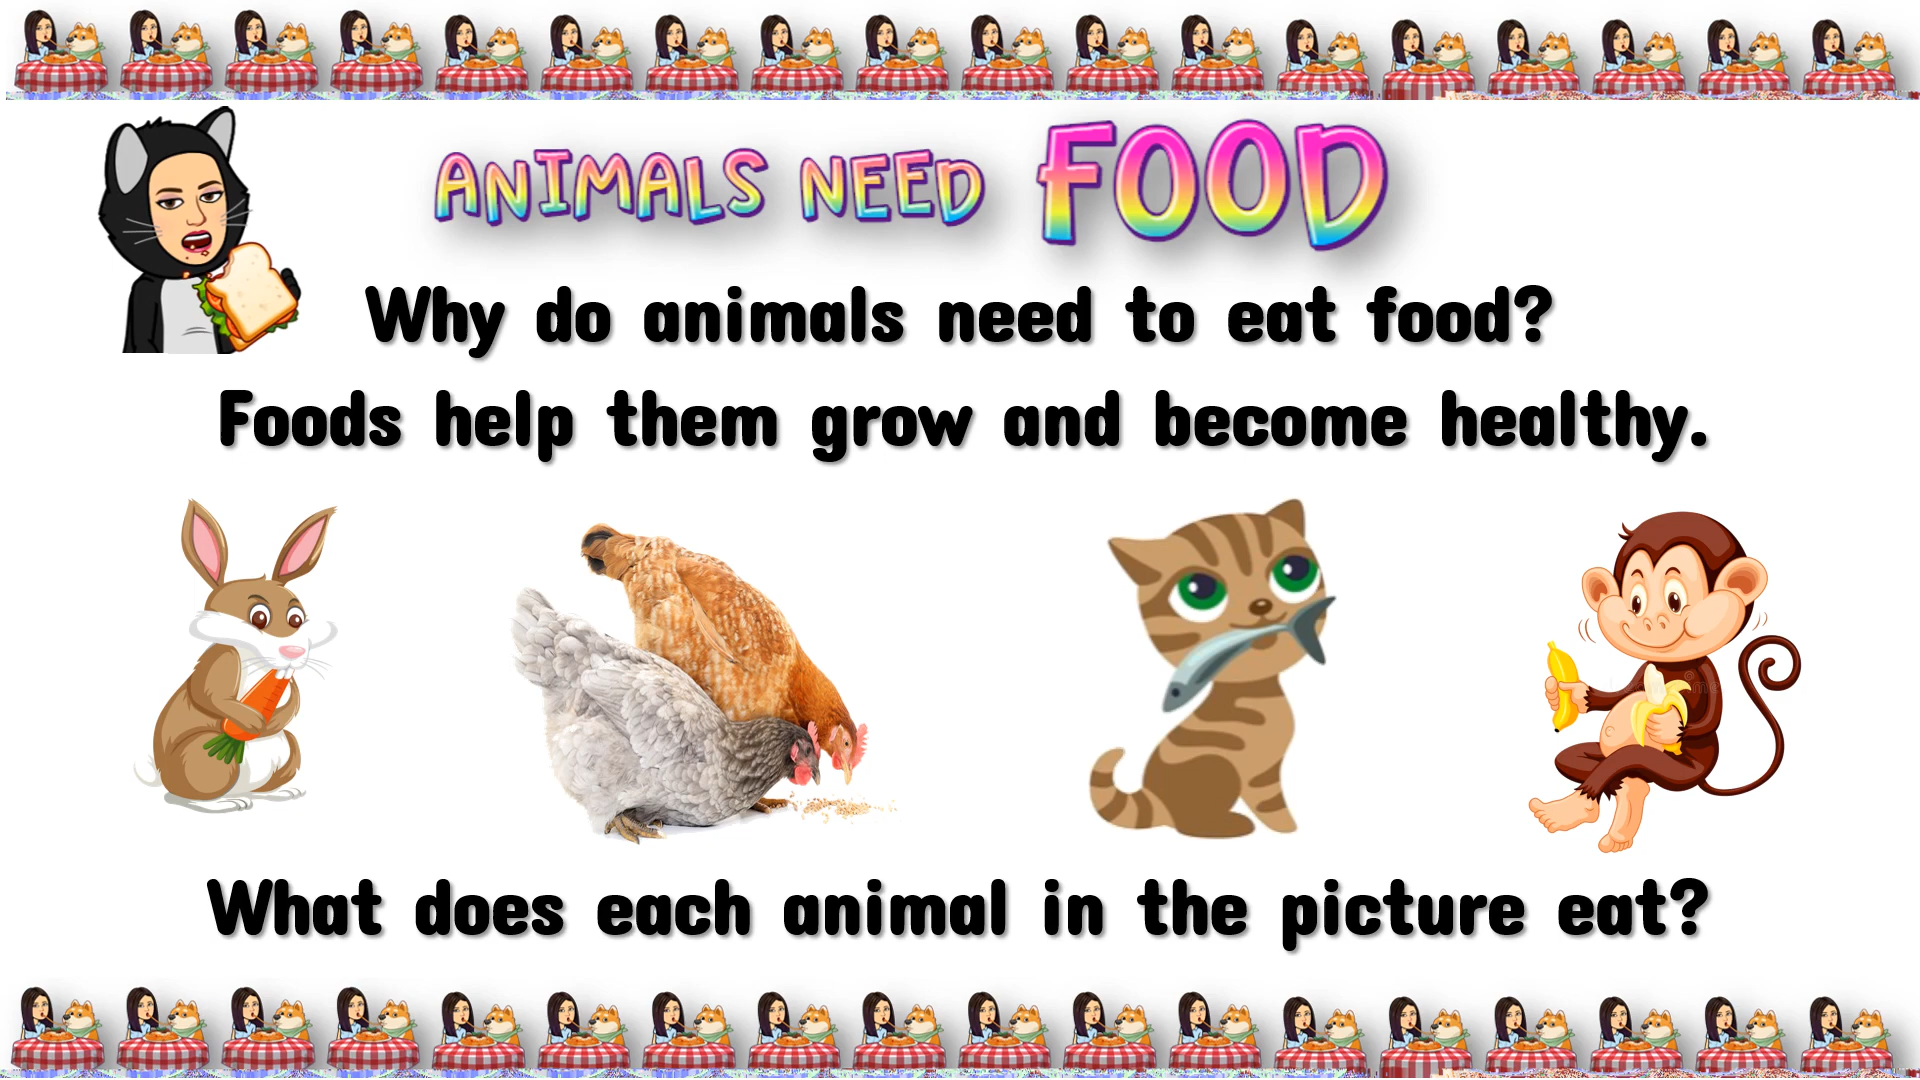 ANIMALS NEED FOOD
Why do animals need to eat food?
Foods help them grow and become healthy.
What does each animal in the picture eat?